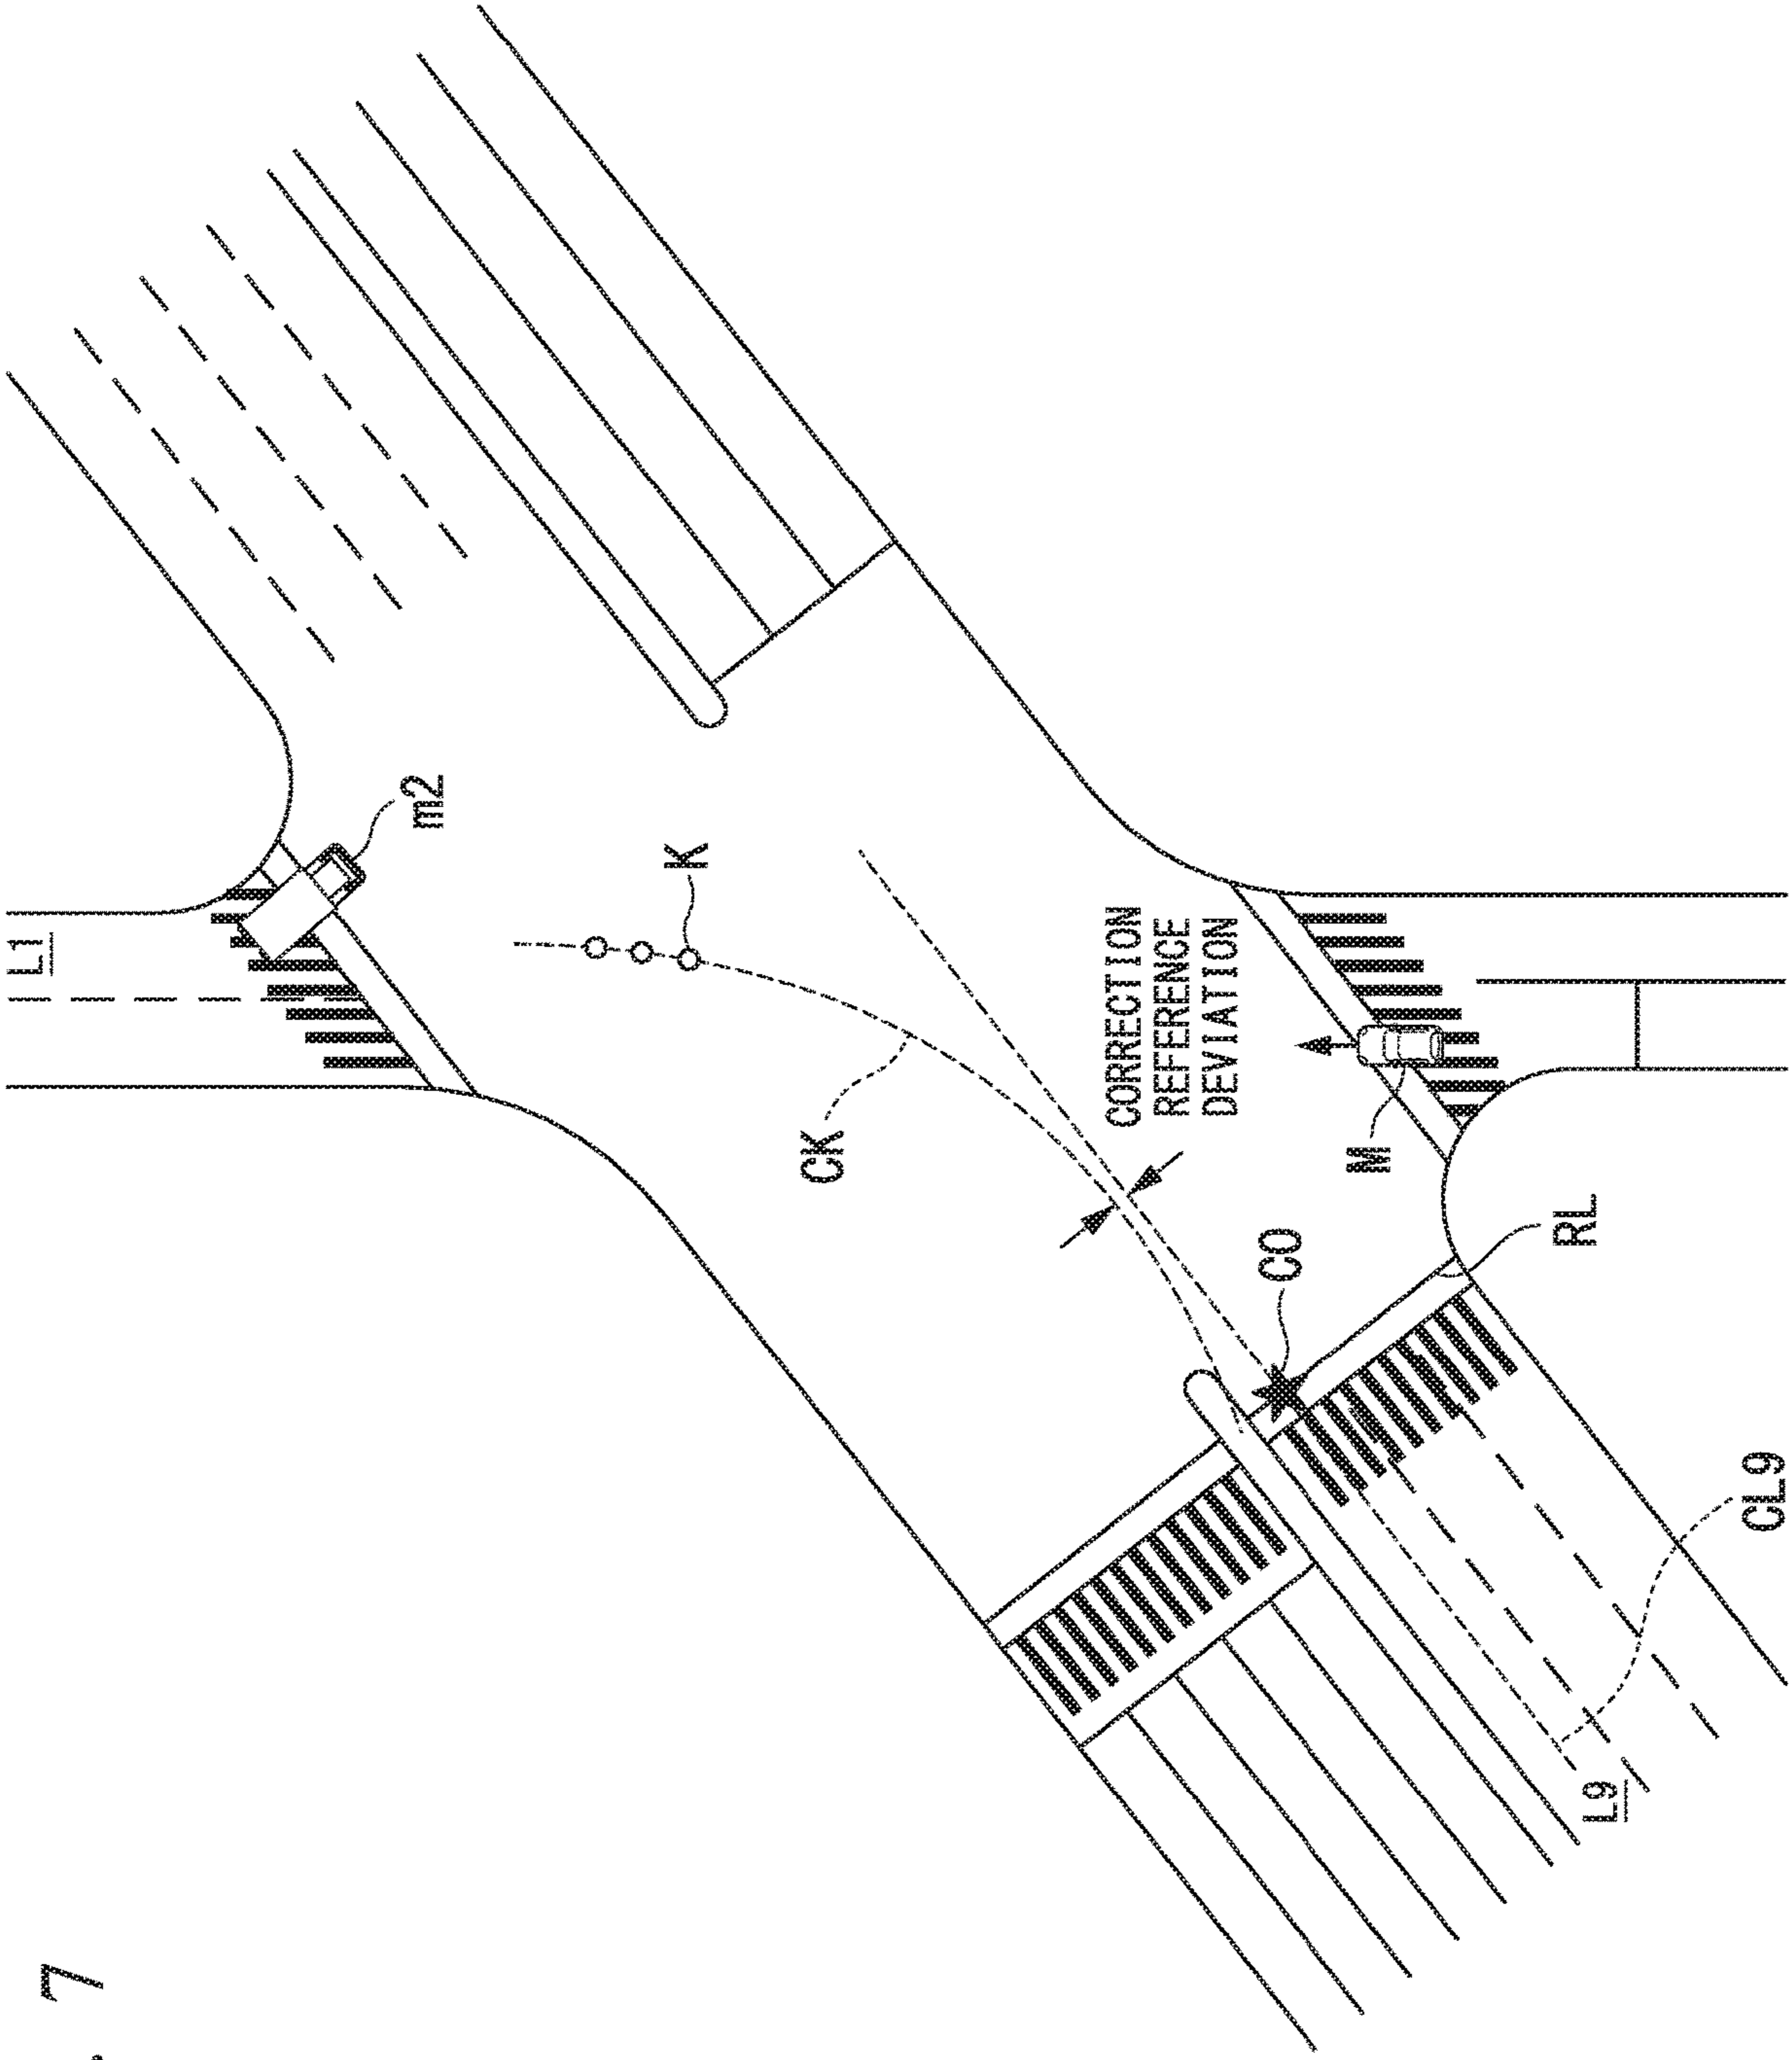 7
L1
m2
K
CK
CORRECTION
REFERENCE
DEVIATION
M
CO
RL
L9
CL9